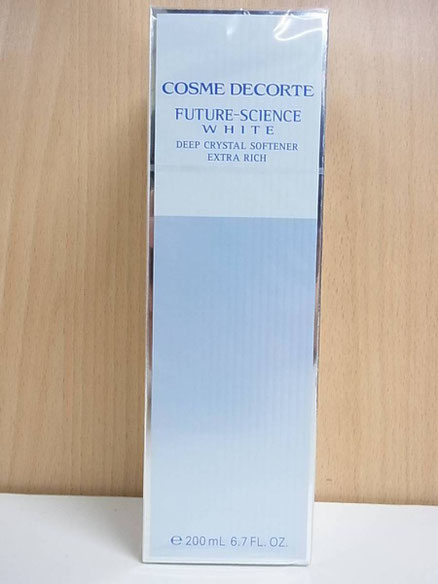 COSME DECORTE
FUTURE-SCIENCE
WHITE
DEEP CRYSTAL SOFTENER
EXTRA RICH
℮ 200 mL 6.7 FL. OZ.